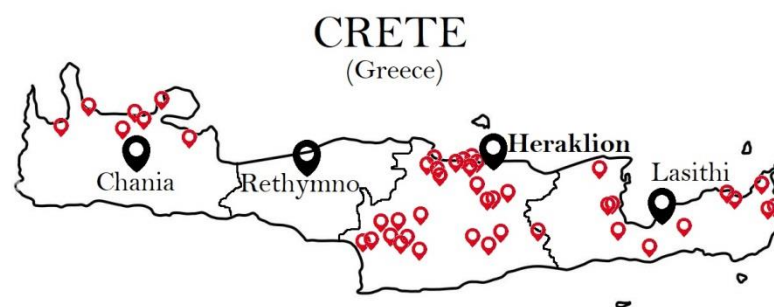 CRETE
(Greece)
Heraklion
Lasithi
Chania
Rethymno